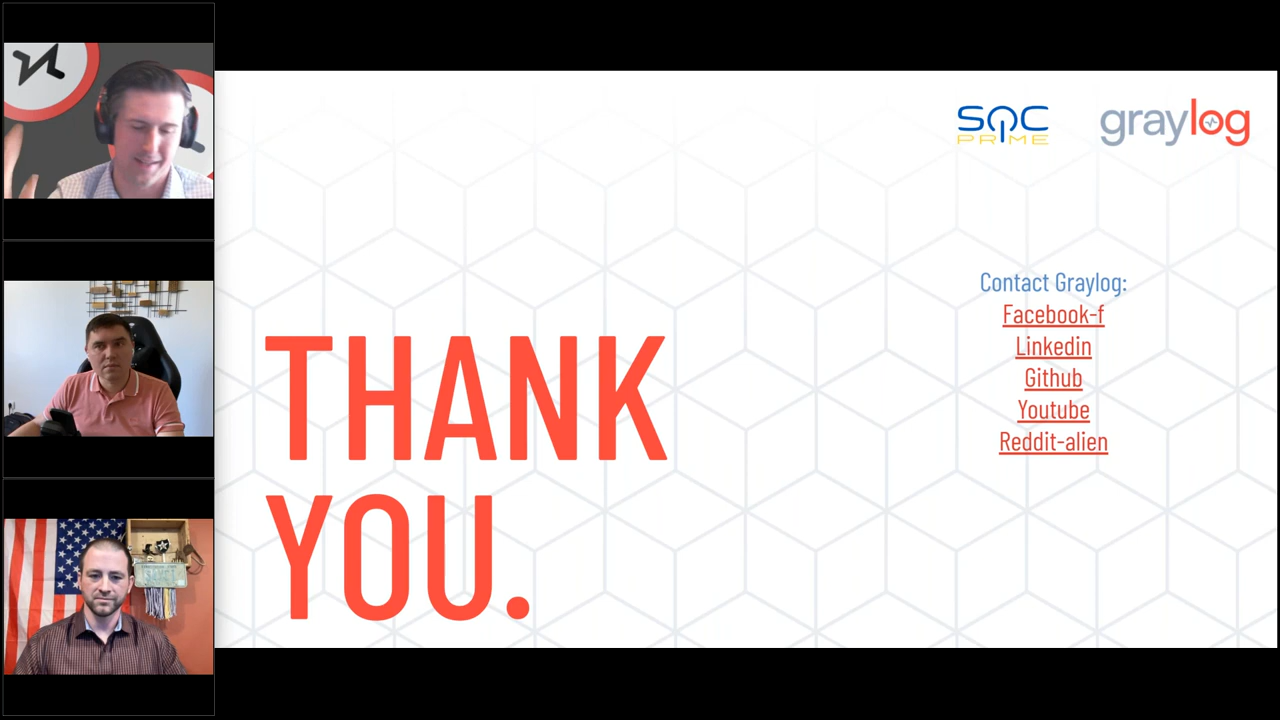 SOC
PRIME
graylog
Contact Graylog:
Facebook-f
Linkedin
Github
Youtube
Reddit-alien
THANK
YOU.